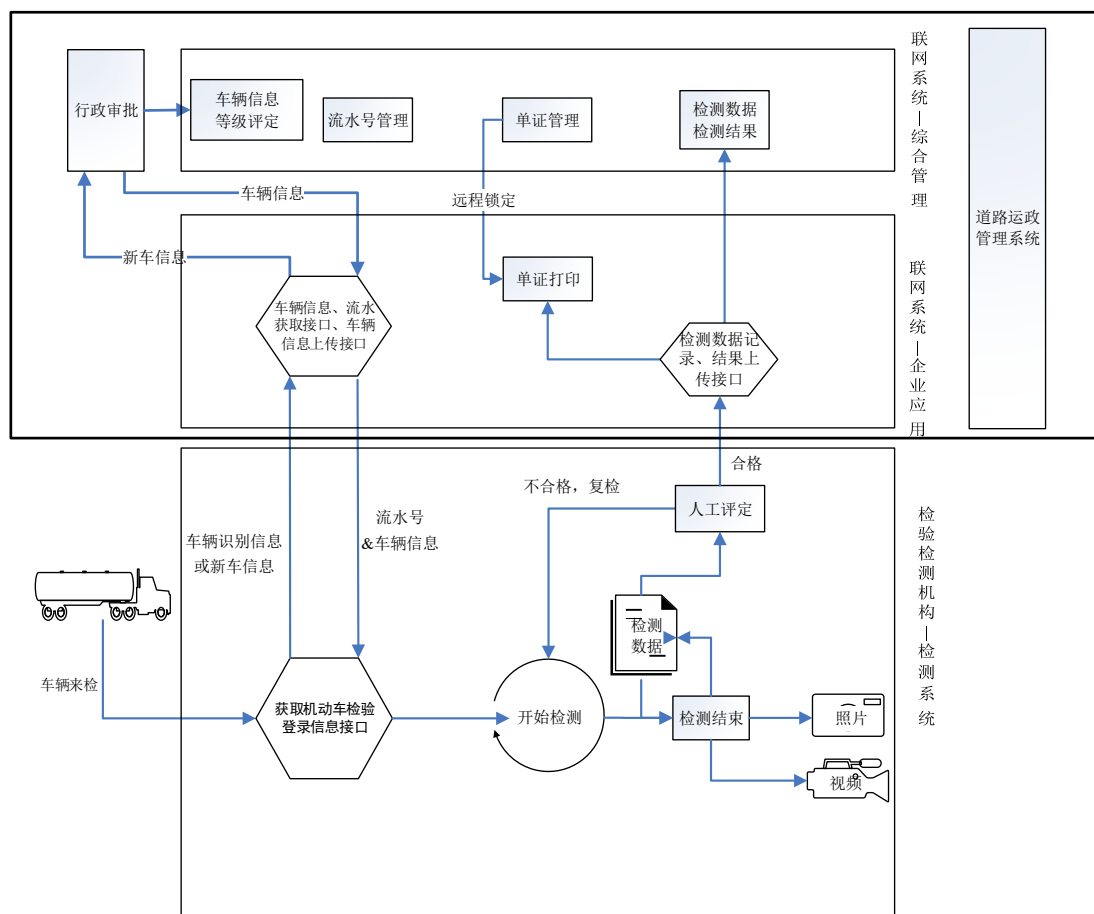 行政审批
车辆信息
等级评定
流水号管理
单证管理
检测数据
检测结果
联网系统—综合管理
道路运政
管理系统
车辆信息
远程锁定
新车信息
单证打印
车辆信息、流水
获取接口、车辆
信息上传接口
检测数据记
录、结果上
传接口
联网系统—企业应用
合格
不合格，复检
人工评定
流水号
&车辆信息
车辆识别信息
或新车信息
检验检测机构—检测系统
检测
数据
车辆来检
获取机动车检验
登录信息接口
开始检测
检测结束
照片
视频